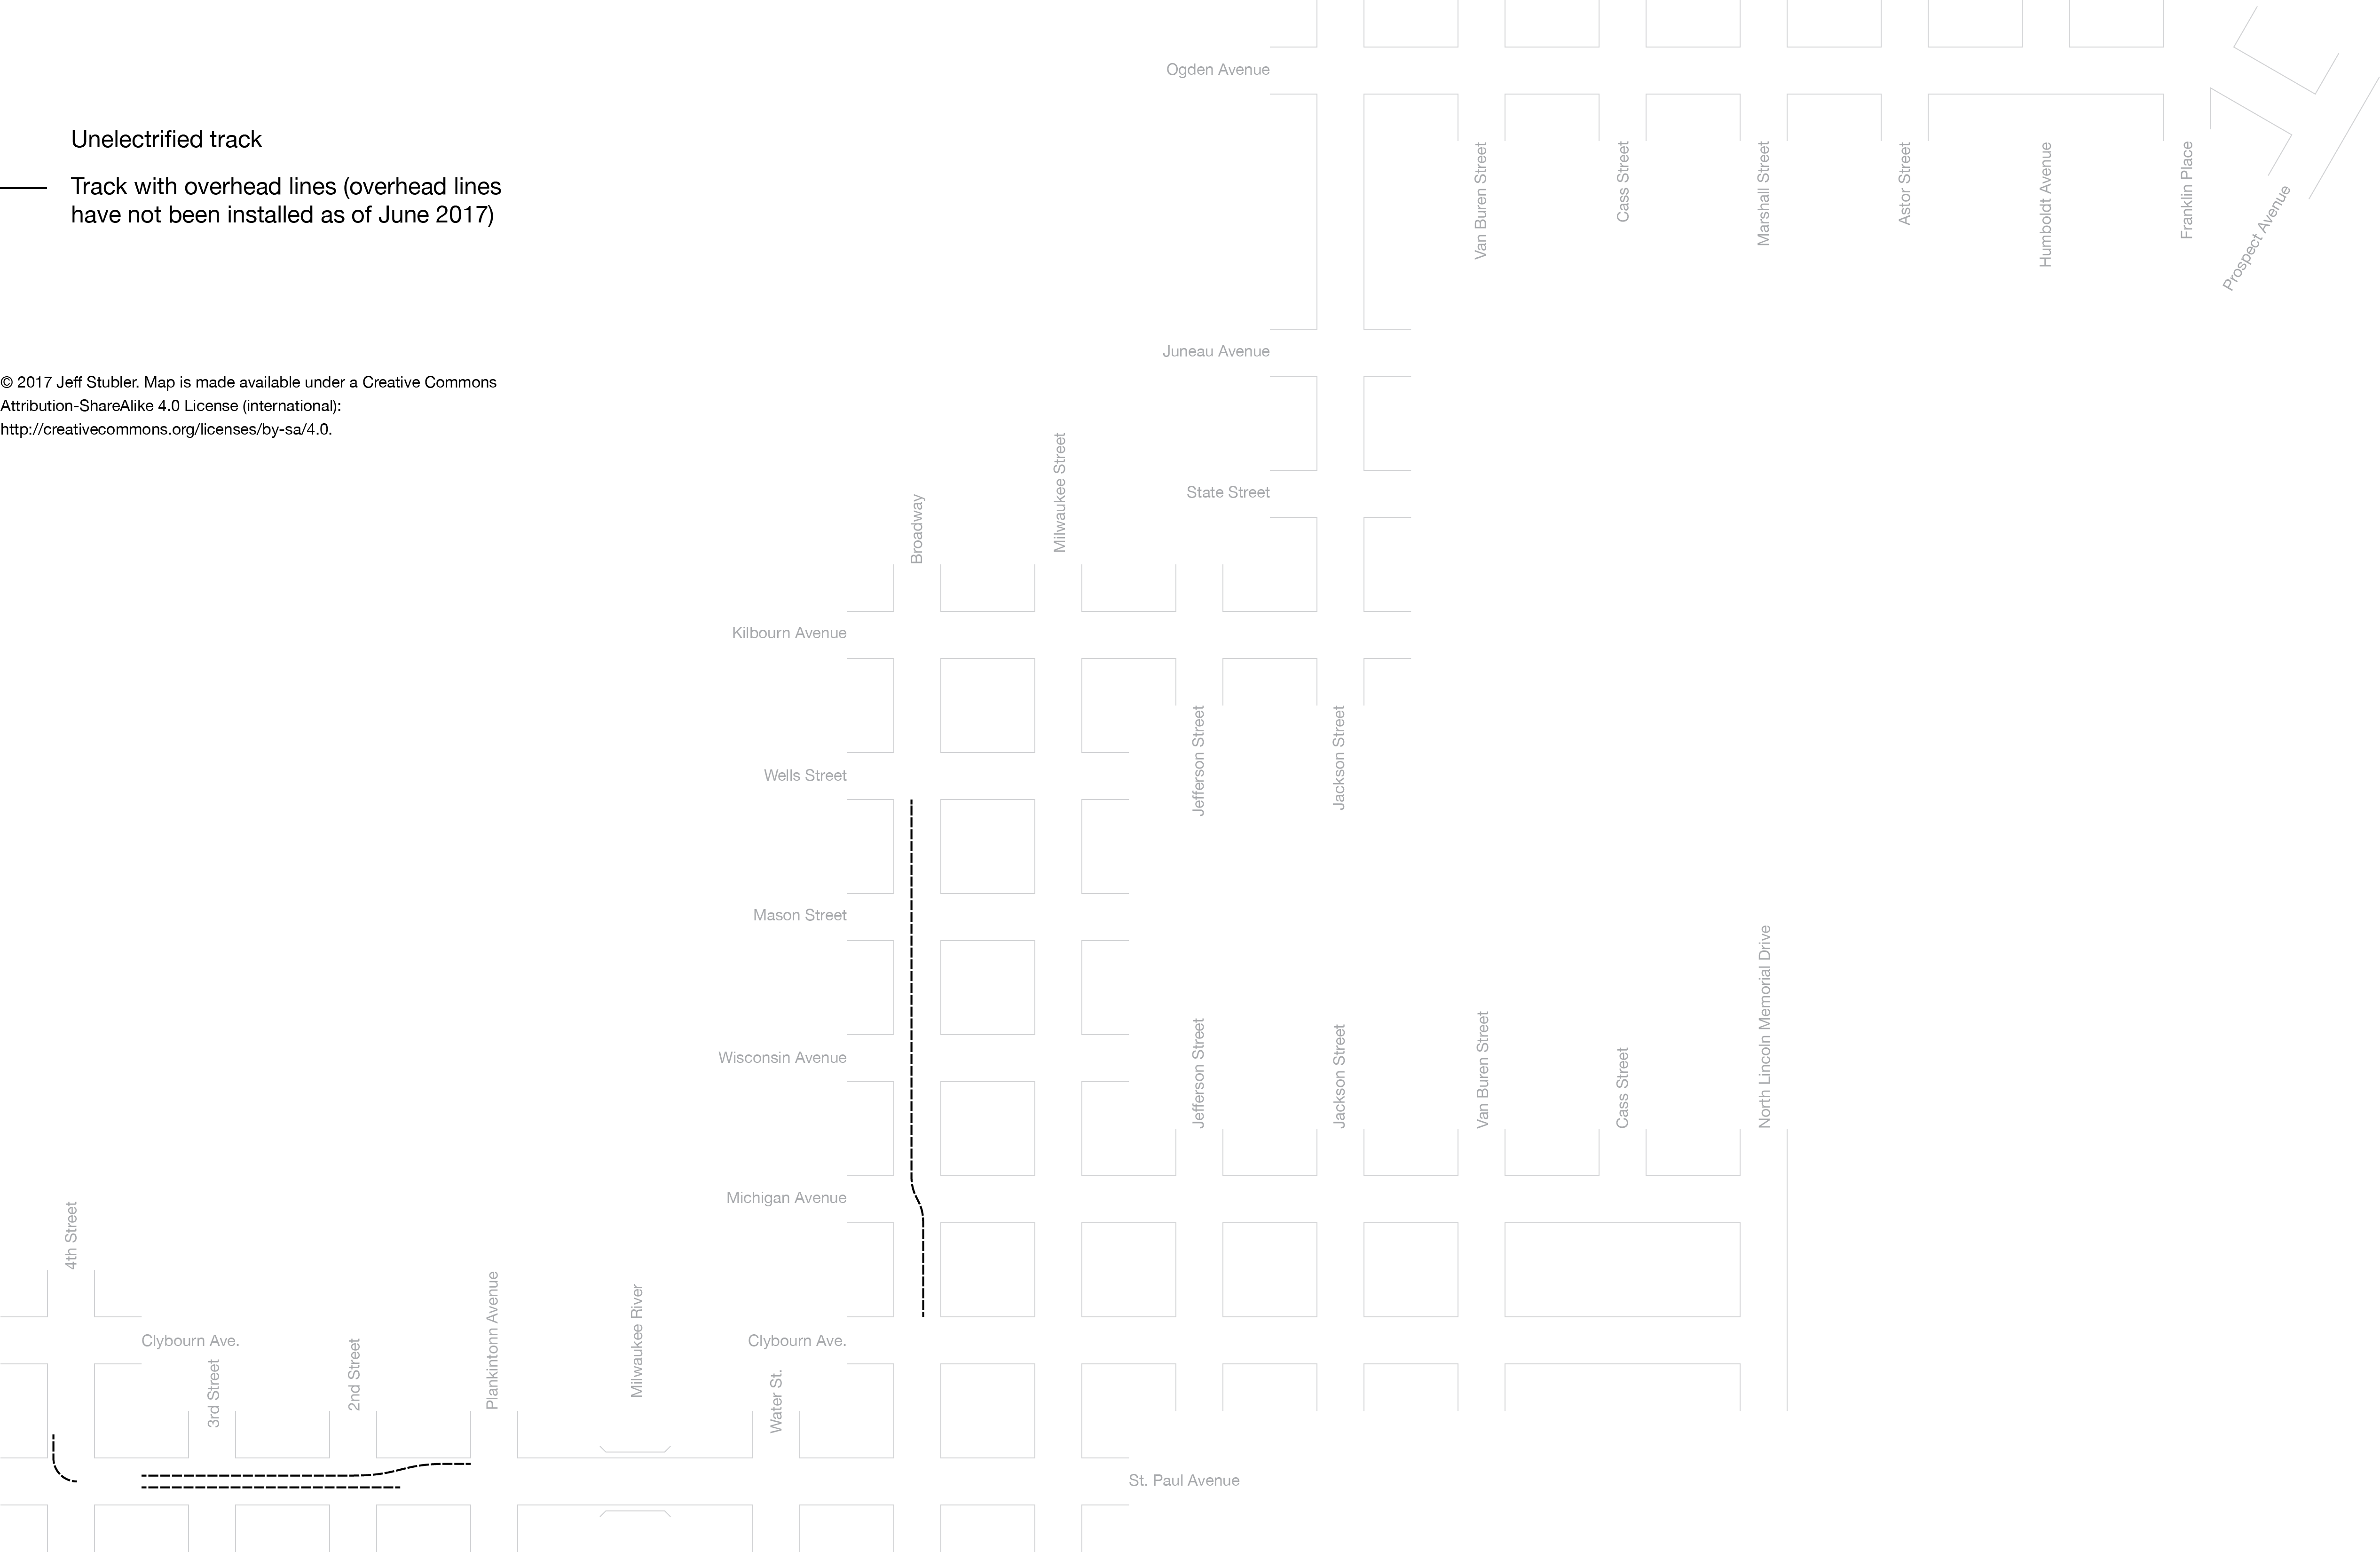 Ogden Avenue
Unelectrified track
Track with overhead lines (overhead lines
have not been installed as of June 2017)
Van Buren Street
Cass Street
Marshall Street
Astor Street
Humboldt Avenue
Franklin Place
Prospect Avenue
Juneau Avenue
© 2017 Jeff Stubler. Map is made available under a Creative Commons
Attribution-ShareAlike 4.0 License (international):
http://creativecommons.org/licenses/by-sa/4.0.
Milwaukee Street
State Street
Broadway
Kilbourn Avenue
Wells Street
Jefferson Street
Jackson Street
Mason Street
Wisconsin Avenue
Jefferson Street
Jackson Street
Van Buren Street
Cass Street
North Lincoln Memorial Drive
Michigan Avenue
4th Street
Clybourn Ave.
3rd Street
2nd Street
Plankintonn Avenue
Milwaukee River
Clybourn Ave.
Water St.
St. Paul Avenue